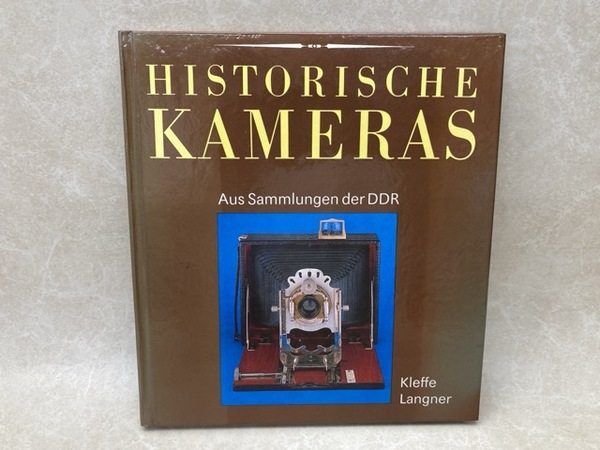 HISTORISCHE
KAMERAS
Aus Sammlungen der DDR
Kleffe
Langner